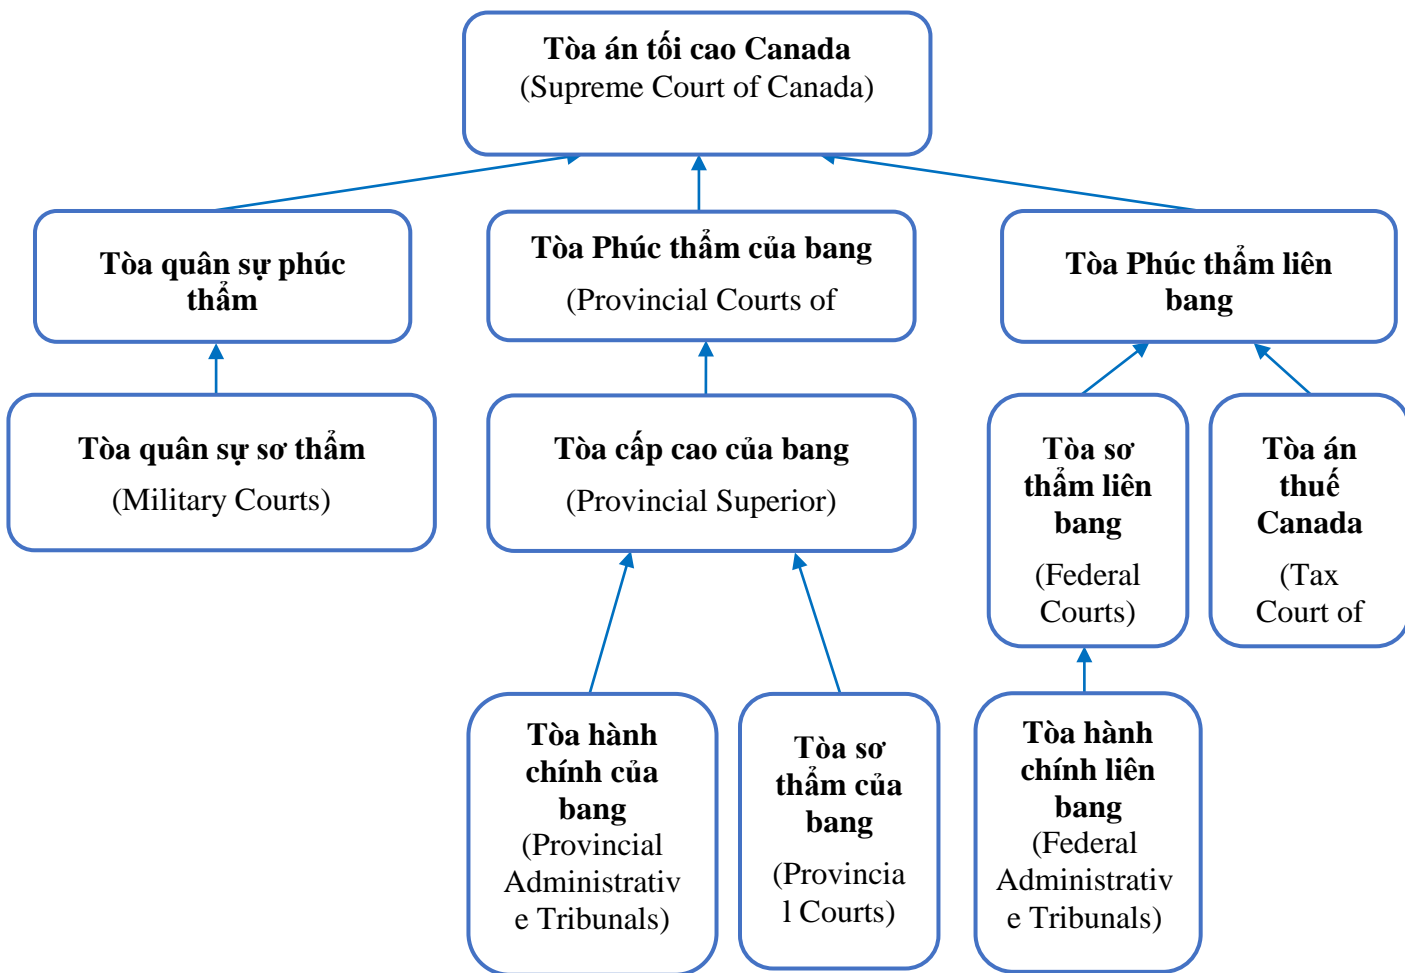 Tòa án tối cao Canada
(Supreme Court of Canada)
Tòa quân sự phúc
thẩm
Tòa Phúc thẩm của bang
(Provincial Courts of
Tòa Phúc thẩm liên
bang
Tòa quân sự sơ thẩm
(Military Courts)
Tòa cấp cao của bang
(Provincial Superior)
Tòa sơ
thẩm liên
bang
(Federal
Courts)
Tòa án
thuế
Canada
(Tax
Court of
Tòa hành
chính của
bang
(Provincial
Administrativ
e Tribunals)
Tòa sơ
thẩm của
bang
(Provincia
l Courts)
Tòa hành
chính liên
bang
(Federal
Administrativ
e Tribunals)